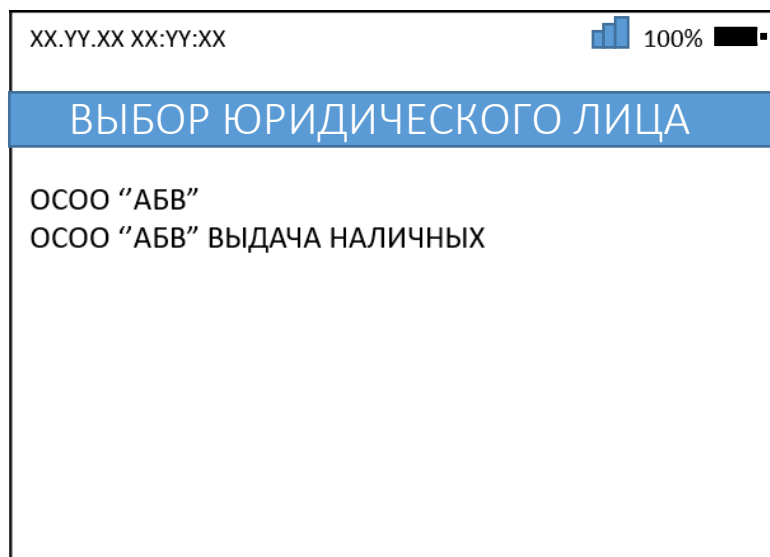 XX.YY.XX XX:YY:XX 100%
ВЫБОР ЮРИДИЧЕСКОГО ЛИЦА
ОСОО ‘’АБВ”
ОСОО ‘’АБВ” ВЫДАЧА НАЛИЧНЫХ